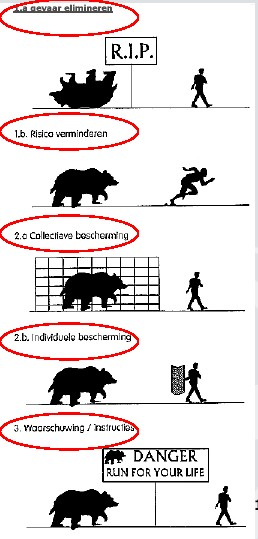 1.a gevaar elimineren
R.I.P.
1.b. Risico verminderen
2.a Collectieve bescherming
2.b. Individuele bescherming
3. Waarschuwing / instructies
DANGER
RUN FOR YOUR LIFE